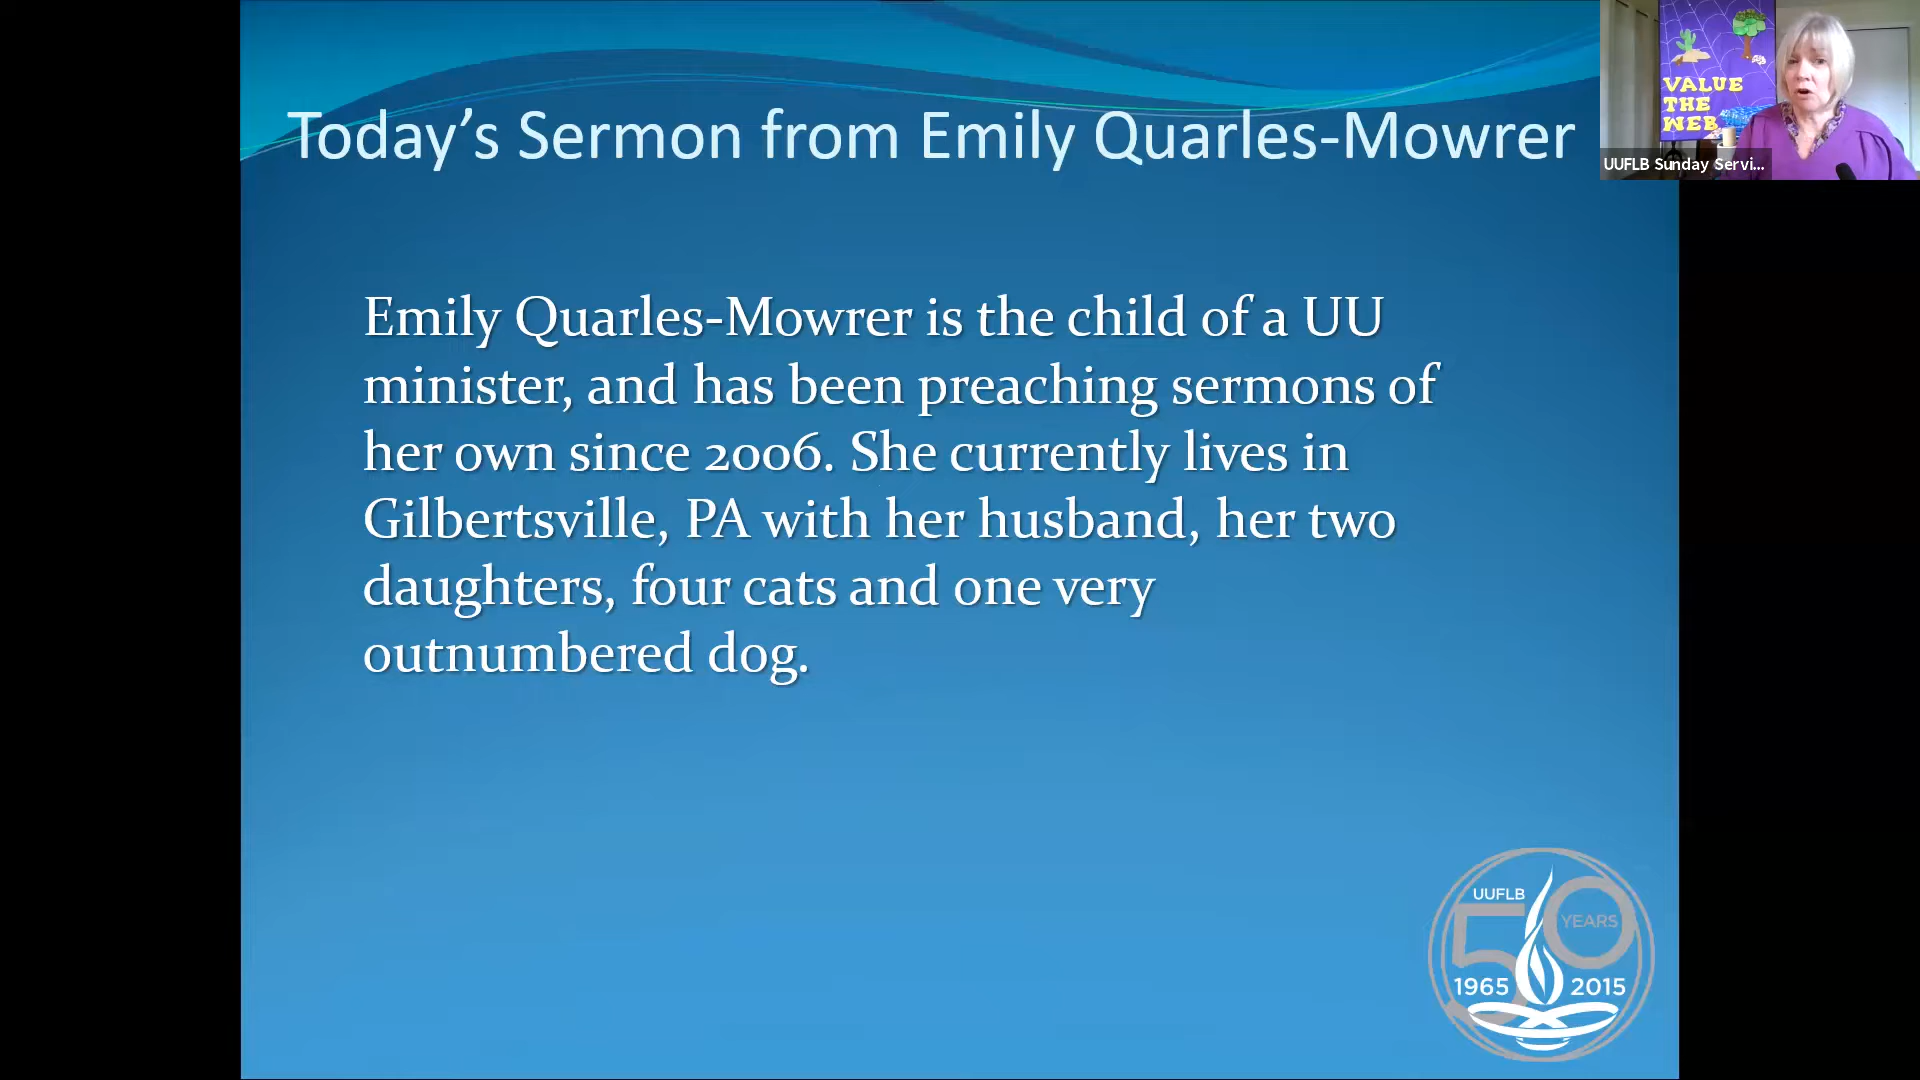 Today’s Sermon from Emily Quarles-Mowrer
Emily Quarles-Mowrer is the child of a UU
minister, and has been preaching sermons of
her own since 2006. She currently lives in
Gilbertsville, PA with her husband, her two
daughters, four cats and one very
outnumbered dog.
VALUE
THE
WEB
UUFLB Sunday Servi...
UUFLB
50
YEARS
1965 2015